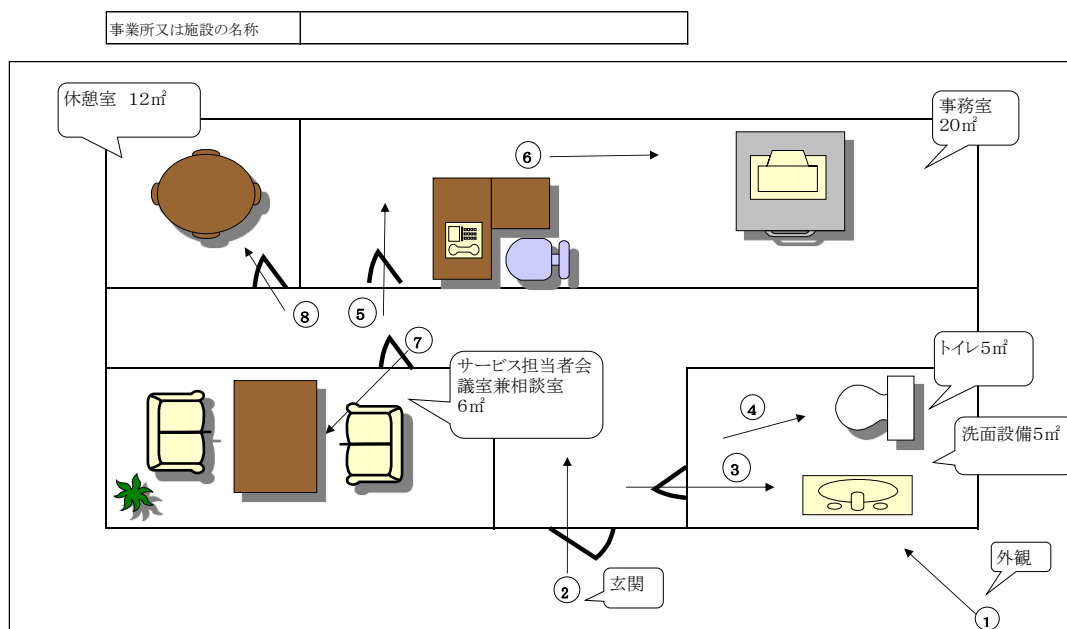 事業所又は施設の名称
休憩室　12㎡
事務室
20㎡
⑥
⑧
⑤
⑦
サービス担当者会
議室兼相談室
6㎡
トイレ5㎡
④
洗面設備5㎡
③
外観
玄関
②
①